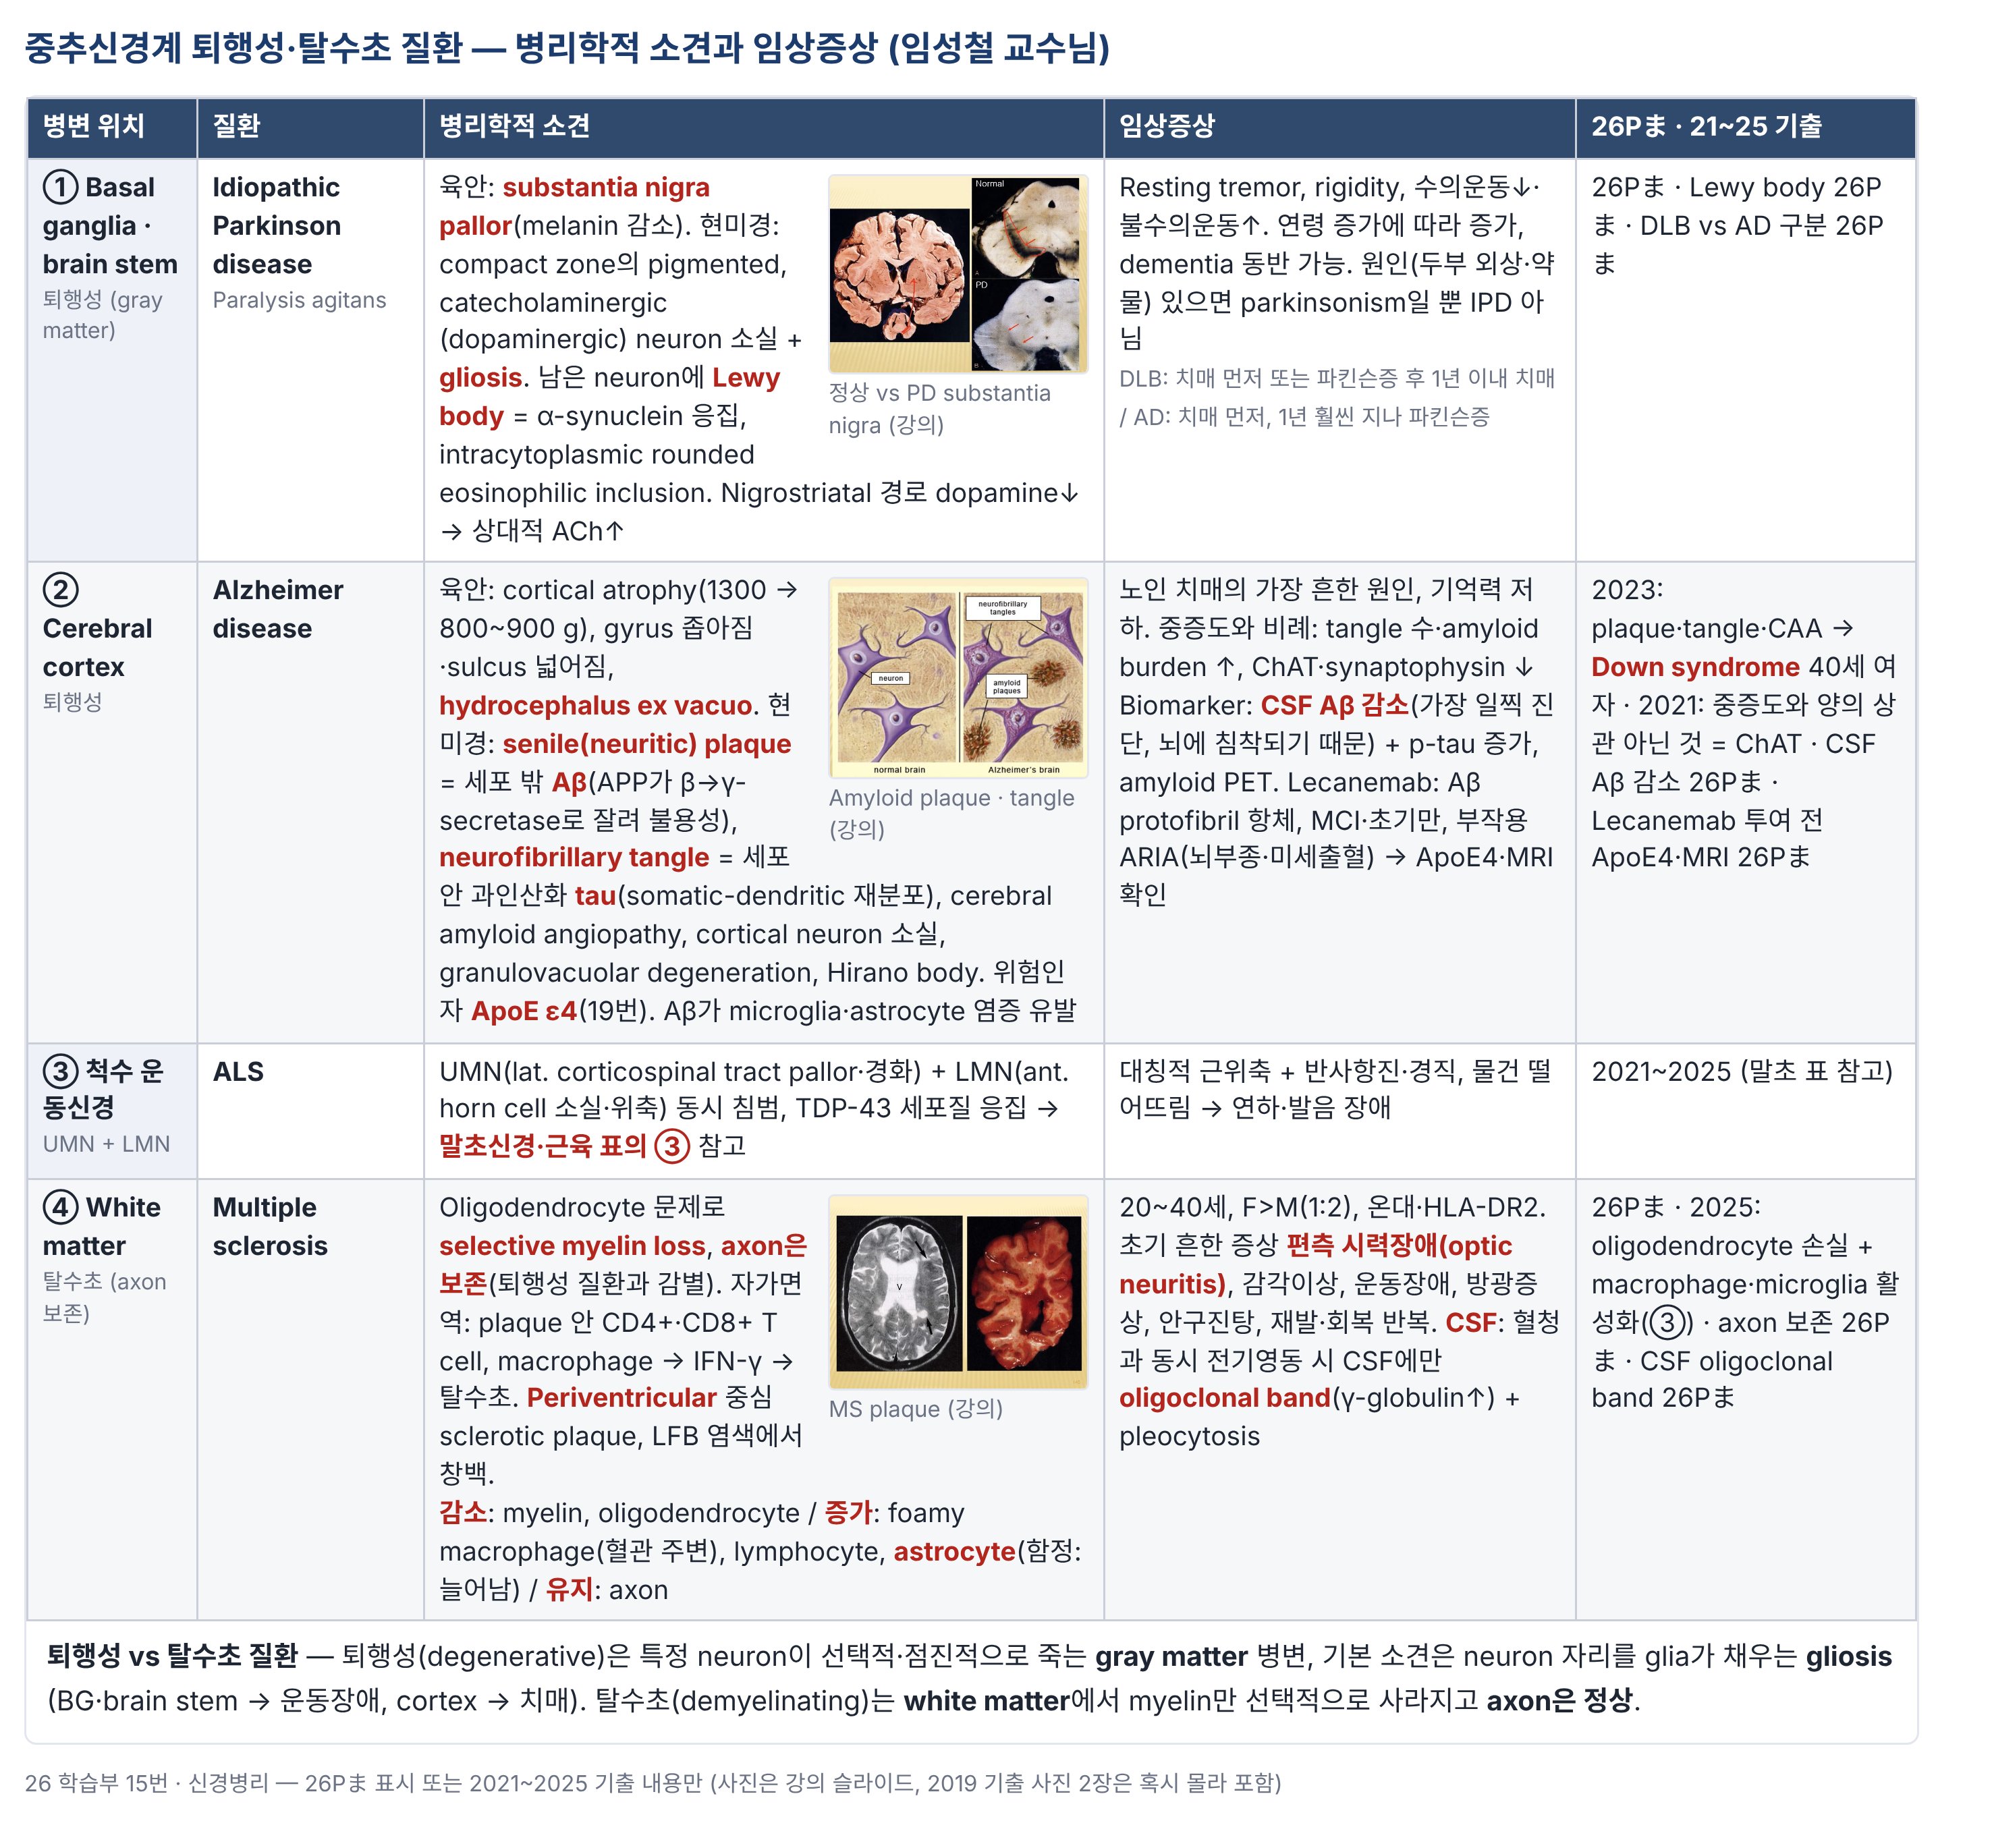 중추신경계 퇴행성·탈수초 질환 — 병리학적 소견과 임상증상 (임성철 교수님)
병변 위치
질환
병리학적 소견
임상증상
26Pま · 21~25 기출
① Basal
ganglia ·
brain stem
퇴행성 (gray
matter)
Idiopathic
Parkinson
disease
Paralysis agitans
육안: substantia nigra
pallor(melanin 감소). 현미경:
compact zone의 pigmented,
catecholaminergic
(dopaminergic) neuron 소실 +
gliosis. 남은 neuron에 Lewy
body = α-synuclein 응집,
intracytoplasmic rounded
eosinophilic inclusion. Nigrostriatal 경로 dopamine↓
→ 상대적 ACh↑
Normal
A
PD
B
정상 vs PD substantia
nigra (강의)
Resting tremor, rigidity, 수의운동↓·
불수의운동↑. 연령 증가에 따라 증가,
dementia 동반 가능. 원인(두부 외상·약
물) 있으면 parkinsonism일 뿐 IPD 아
님
DLB: 치매 먼저 또는 파킨슨증 후 1년 이내 치매
/ AD: 치매 먼저, 1년 훨씬 지나 파킨슨증
26Pま · Lewy body 26P
ま · DLB vs AD 구분 26P
ま
②
Cerebral
cortex
퇴행성
Alzheimer
disease
육안: cortical atrophy(1300 →
800~900 g), gyrus 좁아짐
·sulcus 넓어짐,
hydrocephalus ex vacuo. 현
미경: senile(neuritic) plaque
= 세포 밖 Aβ(APP가 β→γ-
secretase로 잘려 불용성),
neurofibrillary tangle = 세포
안 과인산화 tau(somatic-dendritic 재분포), cerebral
amyloid angiopathy, cortical neuron 소실,
granulovacuolar degeneration, Hirano body. 위험인
자 ApoE ε4(19번). Aβ가 microglia·astrocyte 염증 유발
neurofibrillary
tangles
neuron
amyloid
plaques
normal brain
Alzheimer's brain
Amyloid plaque · tangle
(강의)
노인 치매의 가장 흔한 원인, 기억력 저
하. 중증도와 비례: tangle 수·amyloid
burden ↑, ChAT·synaptophysin ↓
Biomarker: CSF Aβ 감소(가장 일찍 진
단, 뇌에 침착되기 때문) + p-tau 증가,
amyloid PET. Lecanemab: Aβ
protofibril 항체, MCI·초기만, 부작용
ARIA(뇌부종·미세출혈) → ApoE4·MRI
확인
2023:
plaque·tangle·CAA →
Down syndrome 40세 여
자 · 2021: 중증도와 양의 상
관 아닌 것 = ChAT · CSF
Aβ 감소 26Pま ·
Lecanemab 투여 전
ApoE4·MRI 26Pま
③ 척수 운
동신경
UMN + LMN
ALS
UMN(lat. corticospinal tract pallor·경화) + LMN(ant.
horn cell 소실·위축) 동시 침범, TDP-43 세포질 응집 →
말초신경·근육 표의 ③ 참고
대칭적 근위축 + 반사항진·경직, 물건 떨
어뜨림 → 연하·발음 장애
2021~2025 (말초 표 참고)
④ White
matter
탈수초 (axon
보존)
Multiple
sclerosis
Oligodendrocyte 문제로
selective myelin loss, axon은
보존(퇴행성 질환과 감별). 자가면
역: plaque 안 CD4+·CD8+ T
cell, macrophage → IFN-γ →
탈수초. Periventricular 중심
sclerotic plaque, LFB 염색에서
창백.
감소: myelin, oligodendrocyte / 증가: foamy
macrophage(혈관 주변), lymphocyte, astrocyte(함정:
늘어남) / 유지: axon
V
MS plaque (강의)
20~40세, F>M(1:2), 온대·HLA-DR2.
초기 흔한 증상 편측 시력장애(optic
neuritis), 감각이상, 운동장애, 방광증
상, 안구진탕, 재발·회복 반복. CSF: 혈청
과 동시 전기영동 시 CSF에만
oligoclonal band(γ-globulin↑) +
pleocytosis
26Pま · 2025:
oligodendrocyte 손실 +
macrophage·microglia 활
성화(③) · axon 보존 26P
ま · CSF oligoclonal
band 26Pま
퇴행성 vs 탈수초 질환 — 퇴행성(degenerative)은 특정 neuron이 선택적·점진적으로 죽는 gray matter 병변, 기본 소견은 neuron 자리를 glia가 채우는 gliosis
(BG·brain stem → 운동장애, cortex → 치매). 탈수초(demyelinating)는 white matter에서 myelin만 선택적으로 사라지고 axon은 정상.
26 학습부 15번 · 신경병리 — 26Pま 표시 또는 2021~2025 기출 내용만 (사진은 강의 슬라이드, 2019 기출 사진 2장은 혹시 몰라 포함)